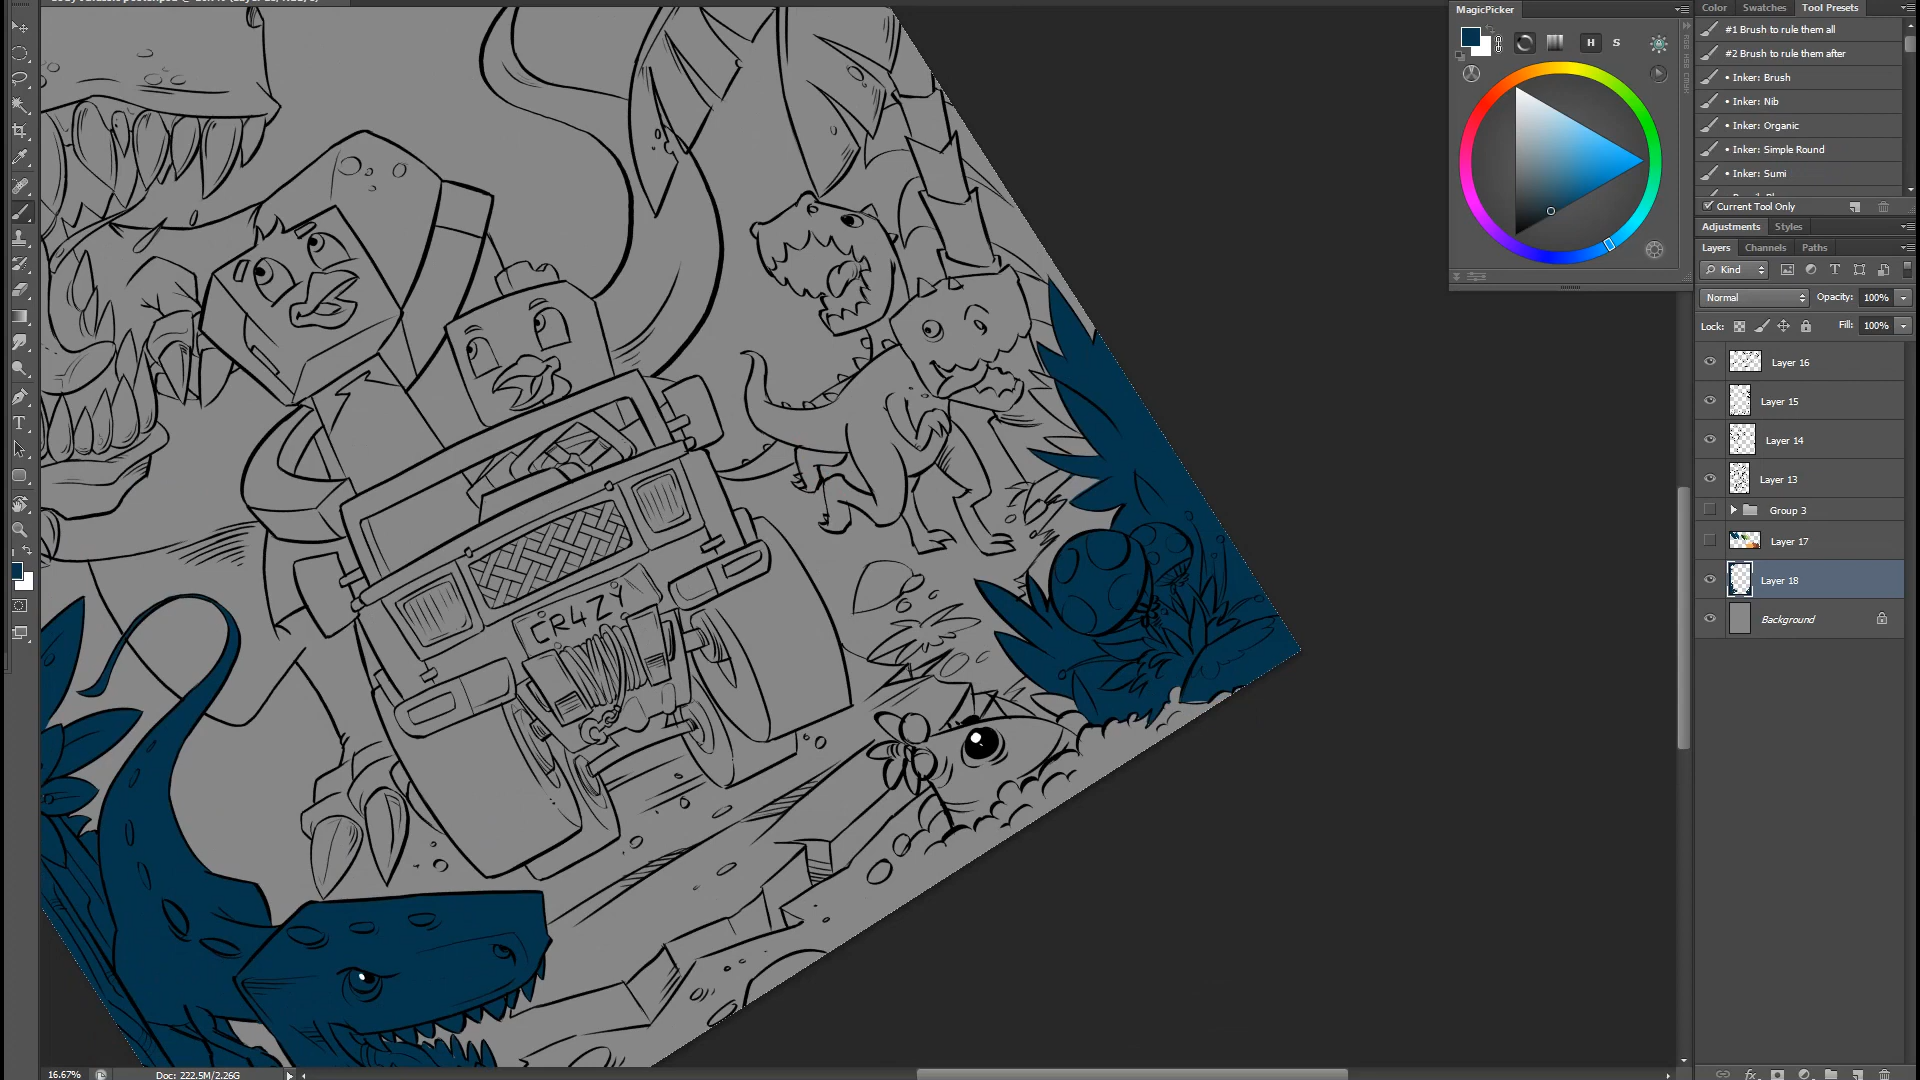 MagicPicker
H S
RGB HSB CMYK
Color Swatches Tool Presets
#1 Brush to rule them all
#2 Brush to rule them after
• Inker: Brush
• Inker: Nib
• Inker: Organic
• Inker: Simple Round
• Inker: Sumi
Current Tool Only
Adjustments Styles
Layers Channels Paths
Kind
Normal Opacity: 100%
Lock: Fill: 100%
Layer 16
Layer 15
Layer 14
Layer 13
Group 3
Layer 17
Layer 18
Background
CR4ZY
16.67% Doc: 222.5M/2.26G